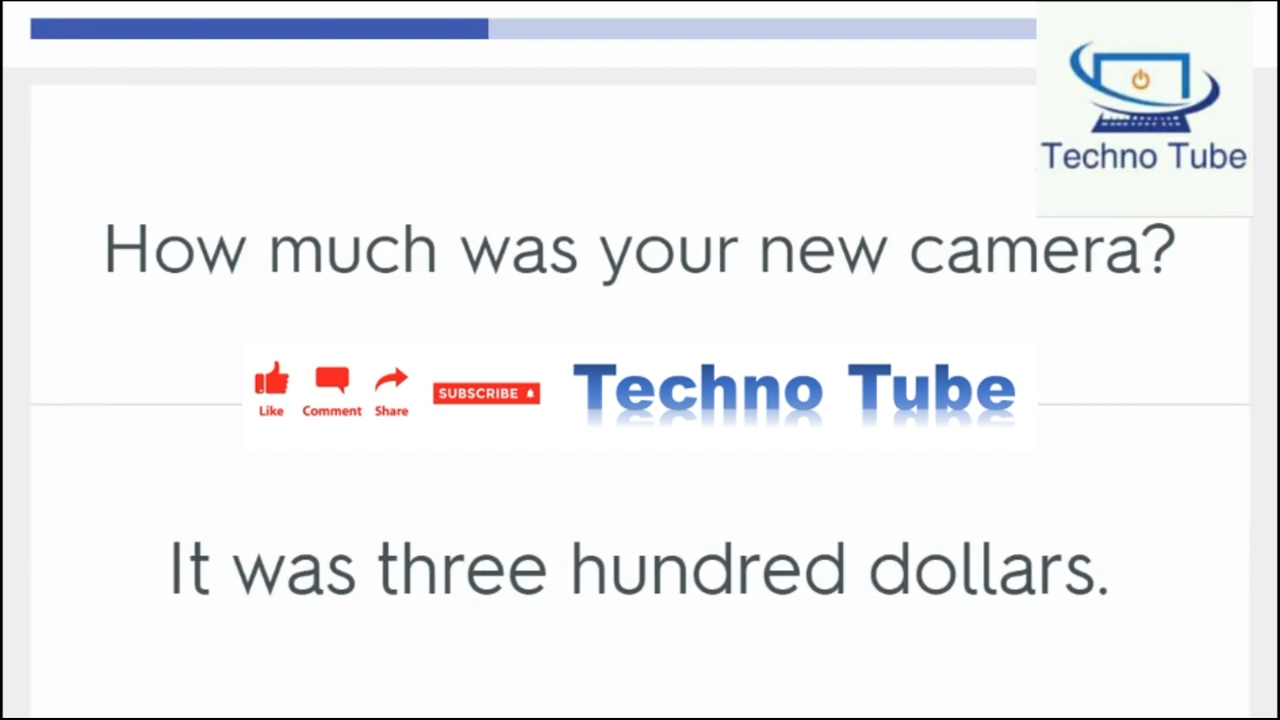 Techno Tube
How much was your new camera?
Like Comment Share SUBSCRIBE Techno Tube
It was three hundred dollars.